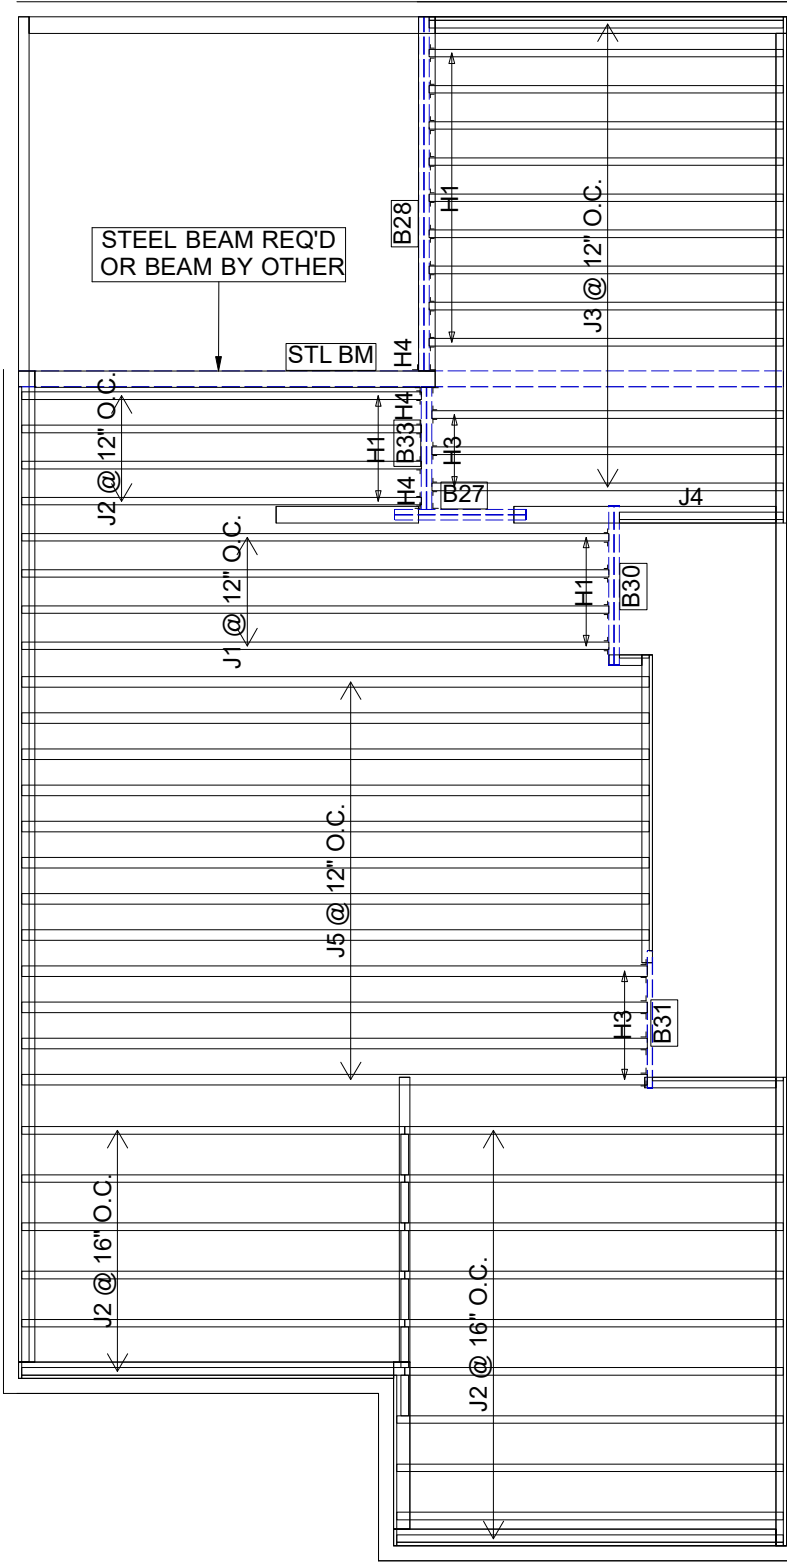 B28
H1
J3 @ 12" O.C.
STEEL BEAM REQ'D
OR BEAM BY OTHER
STL BM
H4
J2 @ 12" O.C.
H1
H4
B33
H4
H3
B27
J4
J1 @ 12" O.C.
H1
B30
J5 @ 12" O.C.
H3
B31
J2 @ 16" O.C.
J2 @ 16" O.C.